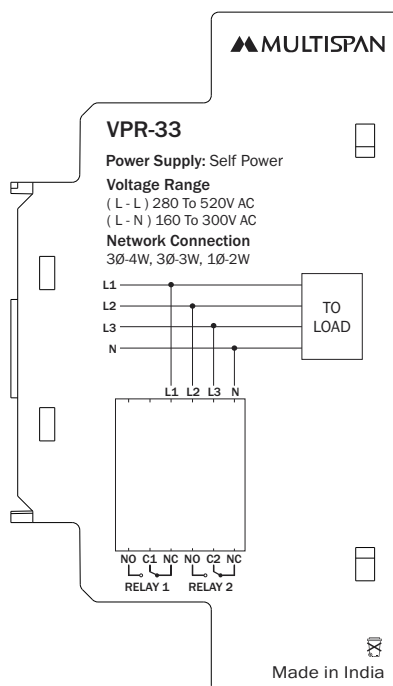 MULTISPAN
VPR-33
Power Supply: Self Power
Voltage Range
( L - L ) 280 To 520V AC
( L - N ) 160 To 300V AC
Network Connection
3Ø-4W, 3Ø-3W, 1Ø-2W
L1
L2
L3
N
TO
LOAD
L1 L2 L3 N
NO C1 NC NO C2 NC
RELAY 1 RELAY 2
Made in India